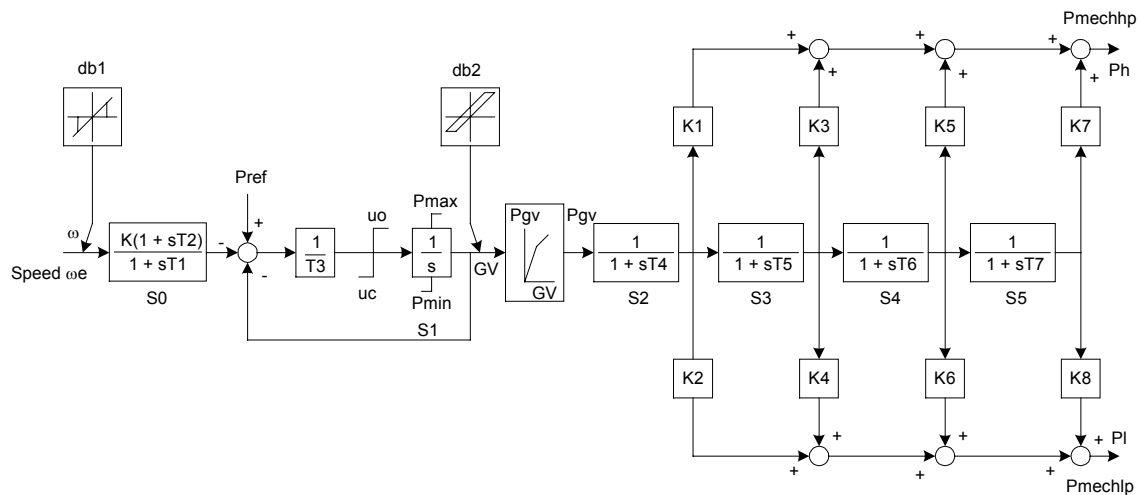 Pmechhp
Ph
db1
db2
K1
K3
K5
K7
Pref
ω
Speed ωe
K(1 + sT2)
1 + sT1
S0
1
T3
uo
uc
Pmax
1
s
Pmin
S1
GV
Pgv
GV
Pgv
1
1 + sT4
S2
1
1 + sT5
S3
1
1 + sT6
S4
1
1 + sT7
S5
+
-
-
+
+
+
+
+
+
K2
K4
K6
K8
+
+
+
+
+
+
Pl
Pmechlp